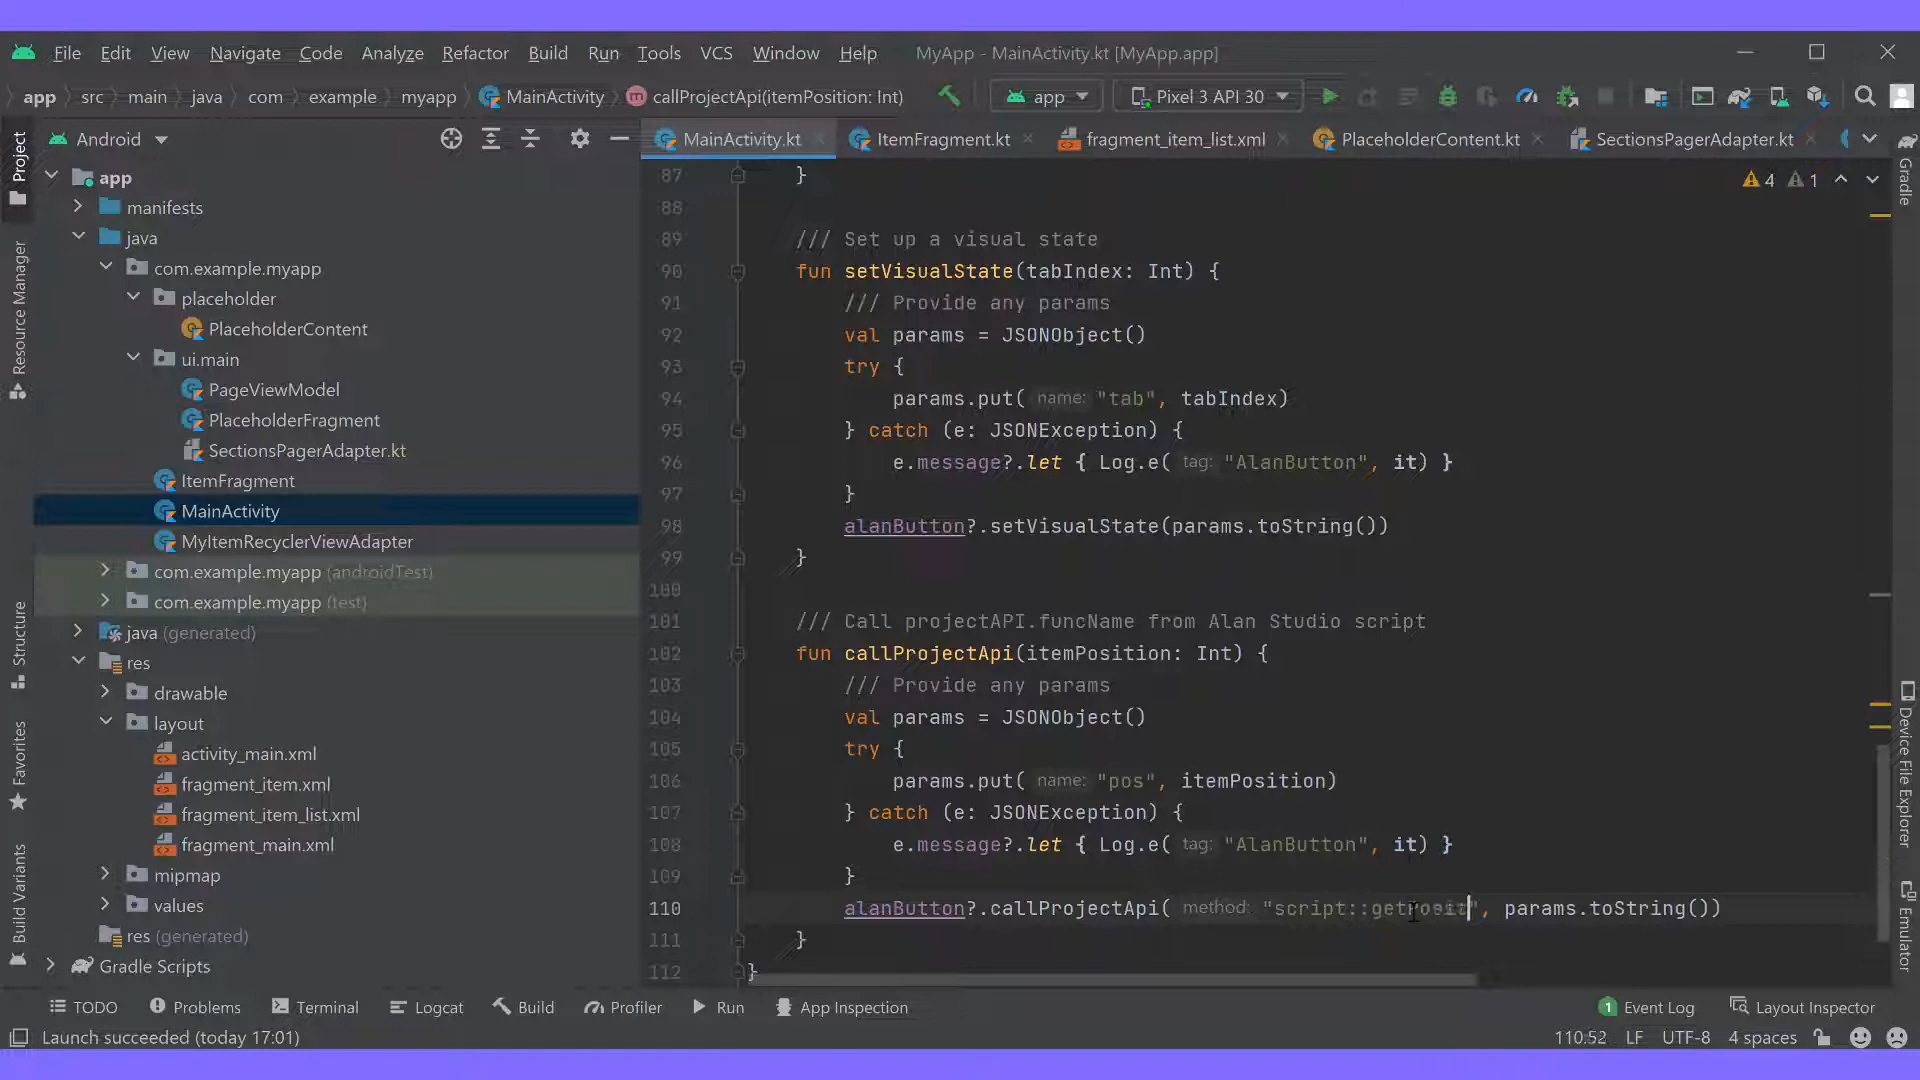 File Edit View Navigate Code Analyze Refactor Build Run Tools VCS Window Help MyApp - MainActivity.kt [MyApp.app]
app src main java com example myapp MainActivity callProjectApi(itemPosition: Int) app Pixel 3 API 30
Android
MainActivity.kt ItemFragment.kt fragment_item_list.xml PlaceholderContent.kt SectionsPagerAdapter.kt
Project
Resource Manager
Structure
Favorites
Build Variants
app
manifests
java
com.example.myapp
placeholder
PlaceholderContent
ui.main
PageViewModel
PlaceholderFragment
SectionsPagerAdapter.kt
ItemFragment
MainActivity
MyItemRecyclerViewAdapter
com.example.myapp (androidTest)
com.example.myapp (test)
java (generated)
res
drawable
layout
activity_main.xml
fragment_item.xml
fragment_item_list.xml
fragment_main.xml
mipmap
values
res (generated)
Gradle Scripts
4 1
87 }
88
89 /// Set up a visual state
90 fun setVisualState(tabIndex: Int) {
91 /// Provide any params
92 val params = JSONObject()
93 try {
94 params.put( name: "tab", tabIndex)
95 } catch (e: JSONException) {
96 e.message?.let { Log.e( tag: "AlanButton", it) }
97 }
98 alanButton?.setVisualState(params.toString())
99 }
100
101 /// Call projectAPI.funcName from Alan Studio script
102 fun callProjectApi(itemPosition: Int) {
103 /// Provide any params
104 val params = JSONObject()
105 try {
106 params.put( name: "pos", itemPosition)
107 } catch (e: JSONException) {
108 e.message?.let { Log.e( tag: "AlanButton", it) }
109 }
110 alanButton?.callProjectApi( method: "script::getPosit", params.toString())
111 }
112 }
Gradle
Device File Explorer
Emulator
TODO Problems Terminal Logcat Build Profiler Run App Inspection 1 Event Log Layout Inspector
Launch succeeded (today 17:01) 110:52 LF UTF-8 4 spaces